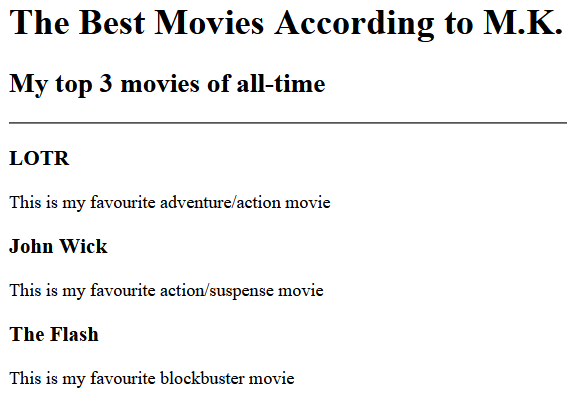 The Best Movies According to M.K.
My top 3 movies of all-time
LOTR
This is my favourite adventure/action movie
John Wick
This is my favourite action/suspense movie
The Flash
This is my favourite blockbuster movie